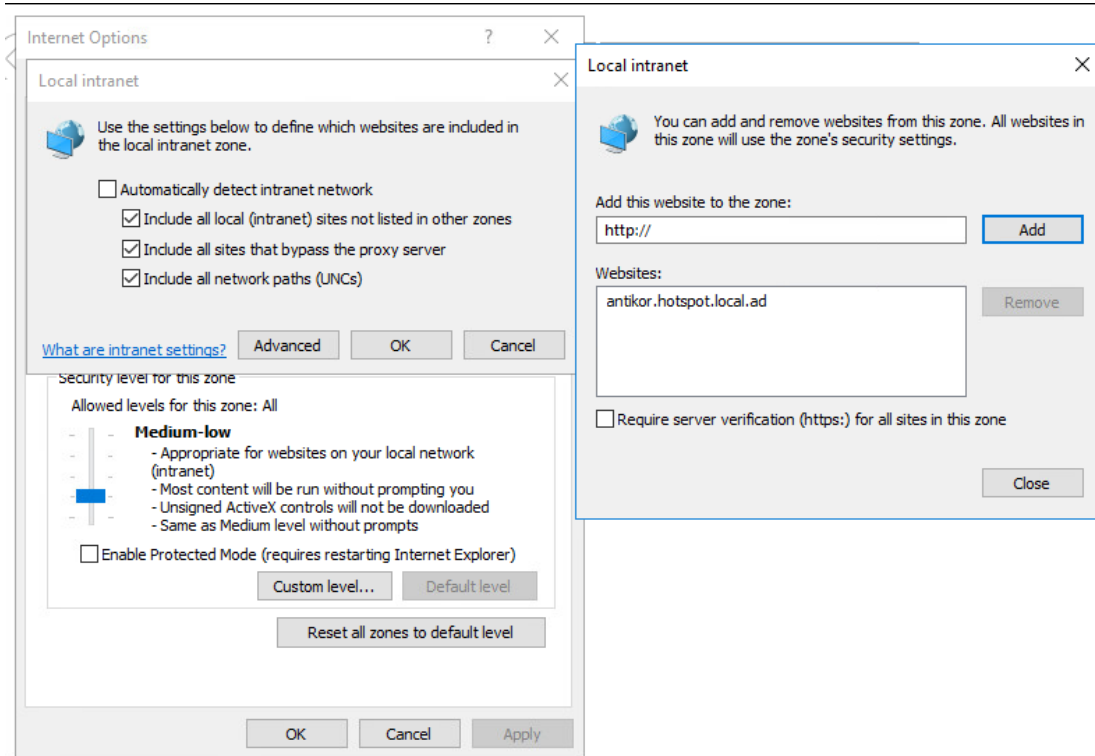 Internet Options
?
Local intranet
Use the settings below to define which websites are included in
the local intranet zone.
Automatically detect intranet network
Include all local (intranet) sites not listed in other zones
Include all sites that bypass the proxy server
Include all network paths (UNCs)
What are intranet settings?
Advanced
OK
Cancel
Security level for this zone
Allowed levels for this zone: All
Medium-low
- Appropriate for websites on your local network
(intranet)
- Most content will be run without prompting you
- Unsigned ActiveX controls will not be downloaded
- Same as Medium level without prompts
Enable Protected Mode (requires restarting Internet Explorer)
Custom level...
Default level
Reset all zones to default level
OK
Cancel
Apply
Local intranet
You can add and remove websites from this zone. All websites in
this zone will use the zone's security settings.
Add this website to the zone:
http://
Add
Websites:
antikor.hotspot.local.ad
Remove
Require server verification (https:) for all sites in this zone
Close